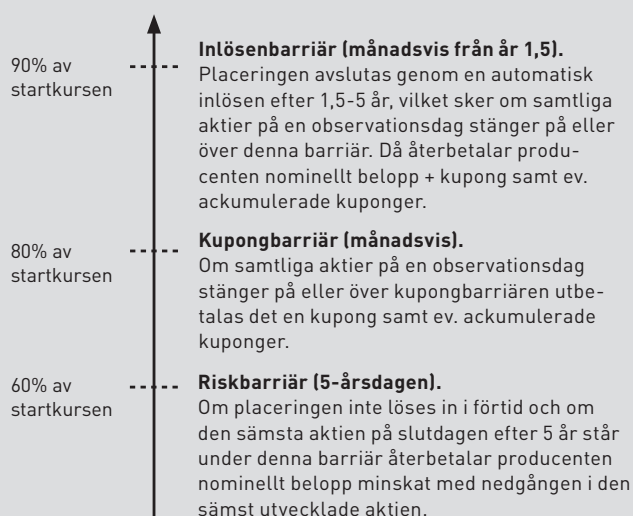 90% av
startkursen
Inlösenbarriär (månadsvis från år 1,5).
Placeringen avslutas genom en automatisk
inlösen efter 1,5-5 år, vilket sker om samtliga
aktier på en observationsdag stänger på eller
över denna barriär. Då återbetalar produ-
centen nominellt belopp + kupong samt ev.
ackumulerade kuponger.
80% av
startkursen
Kupongbarriär (månadsvis).
Om samtliga aktier på en observationsdag
stänger på eller över kupongbarriären utbe-
talas det en kupong samt ev. ackumulerade
kuponger.
60% av
startkursen
Riskbarriär (5-årsdagen).
Om placeringen inte löses in i förtid och om
den sämsta aktien på slutdagen efter 5 år står
under denna barriär återbetalar producenten
nominellt belopp minskat med nedgången i den
sämst utvecklade aktien.